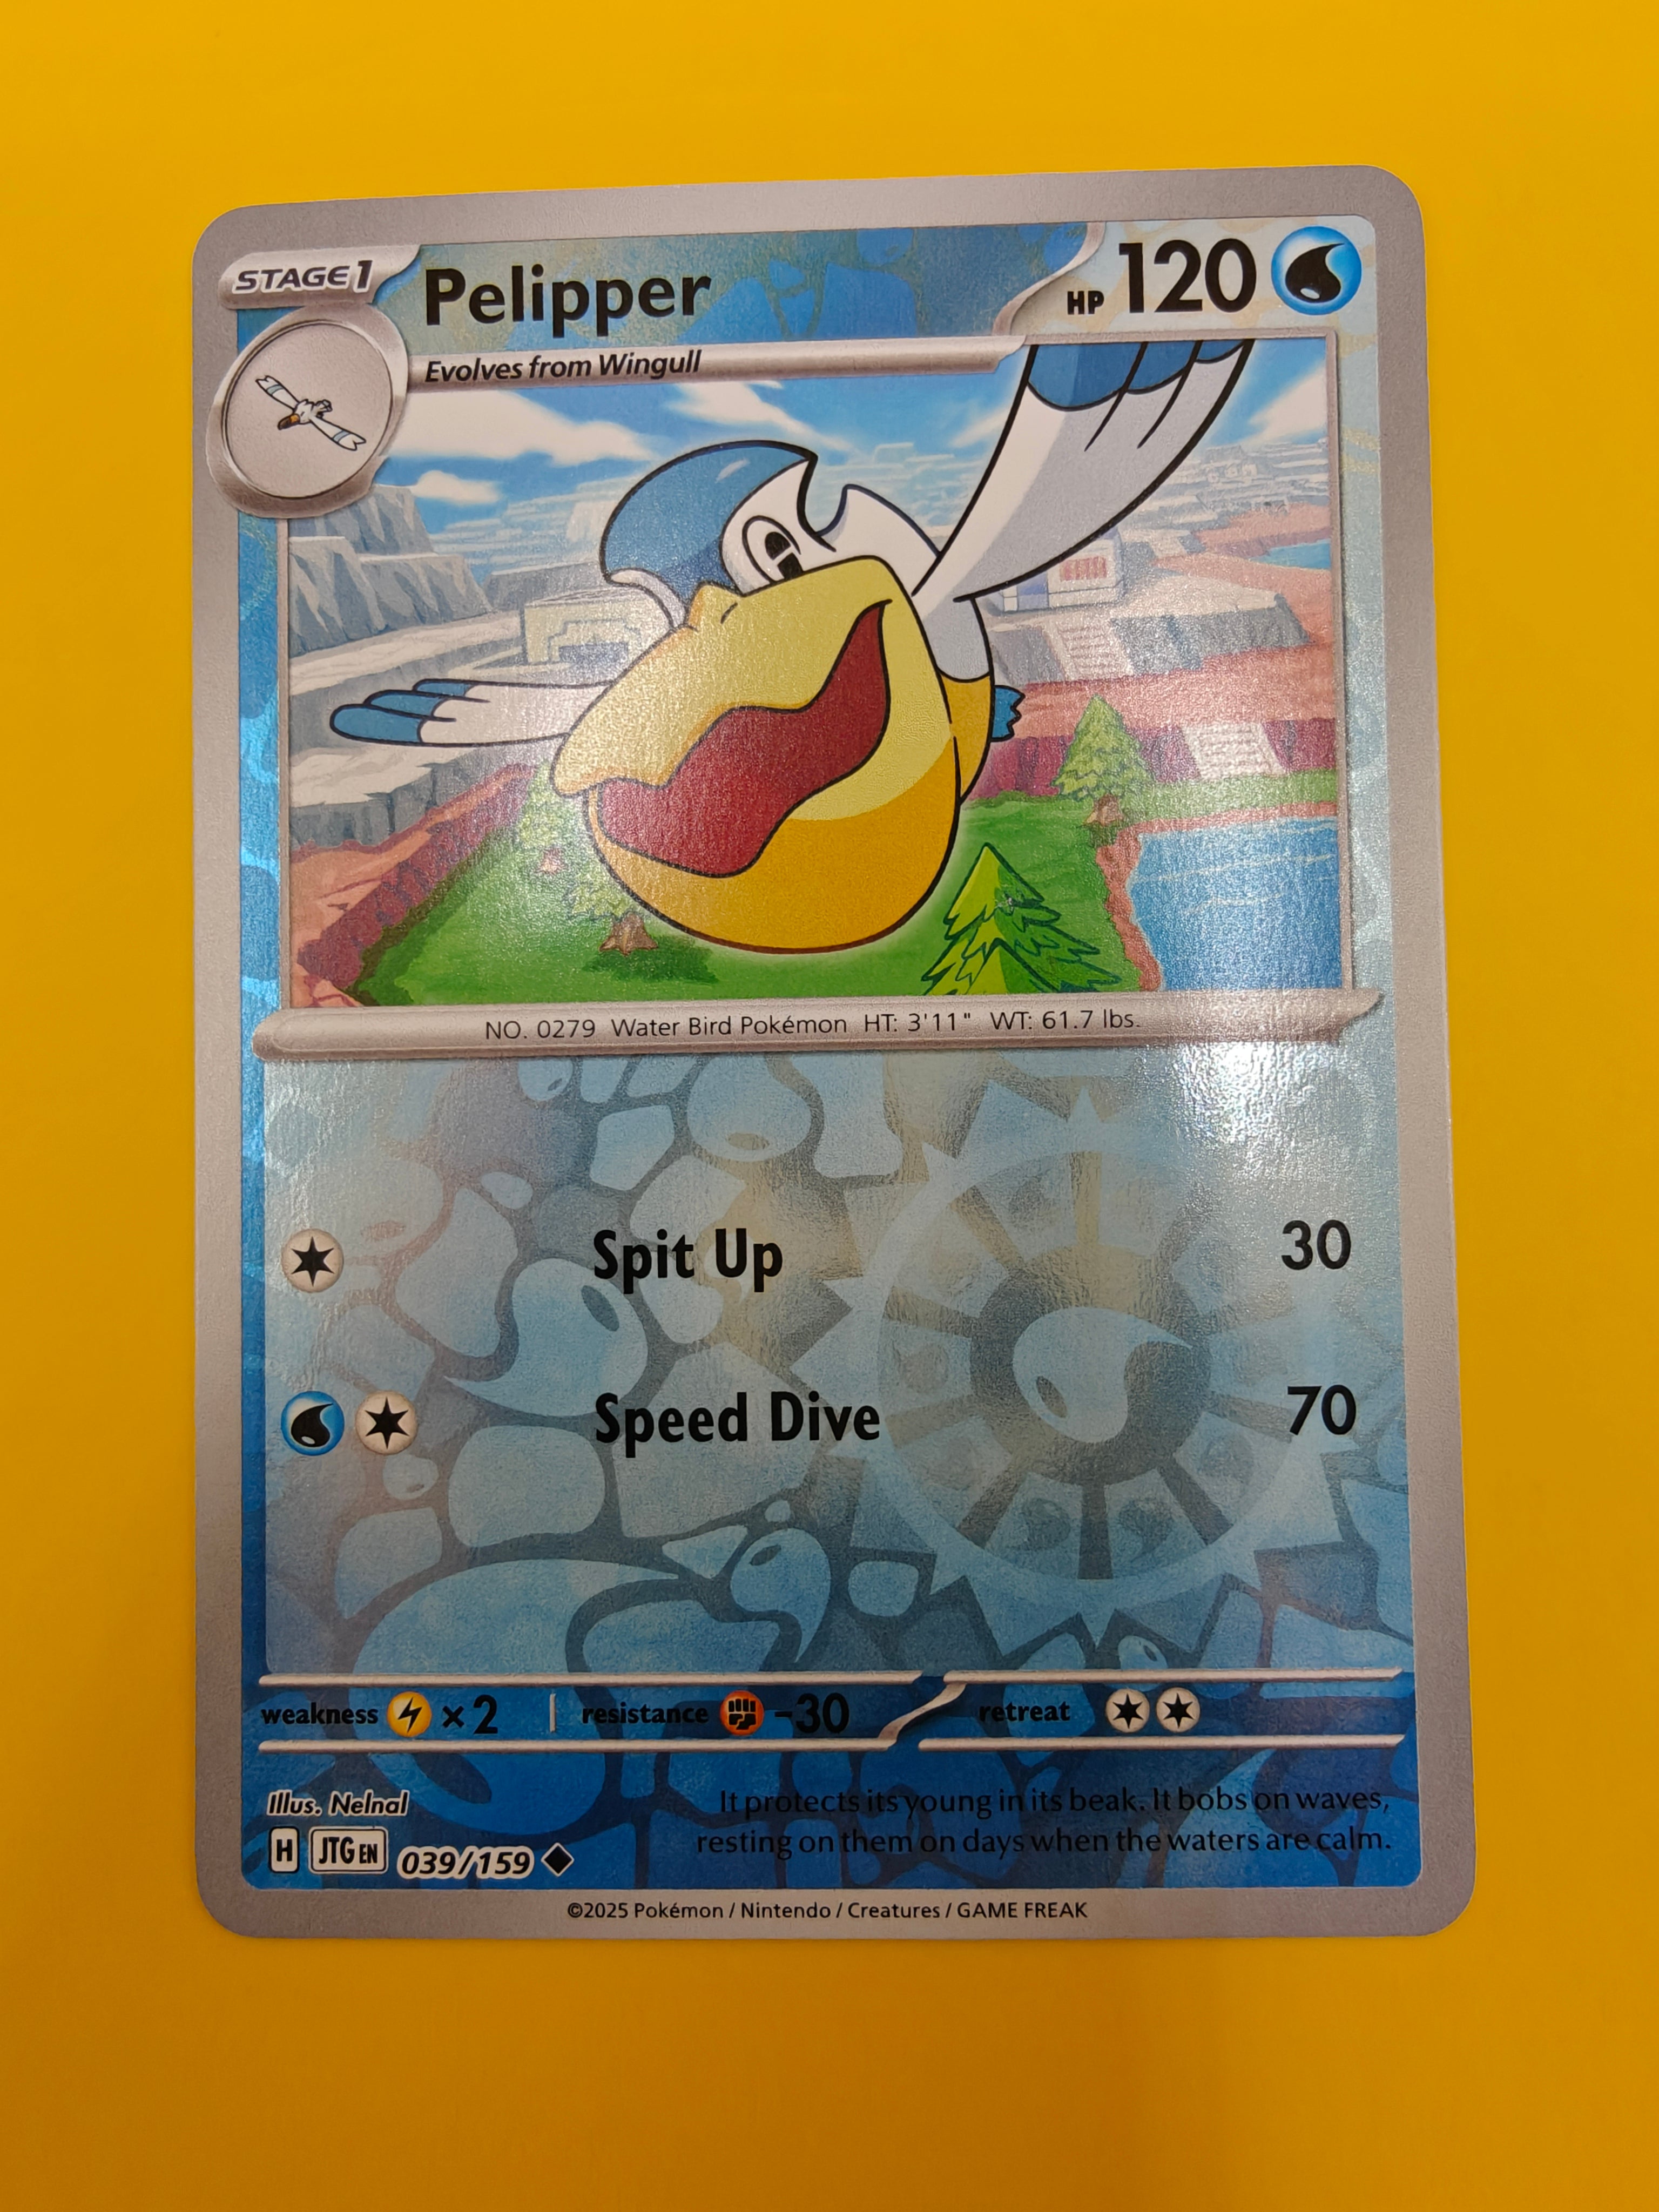 STAGE 1
Pelipper
HP 120
Evolves from Wingull
NO. 0279 Water Bird Pokémon HT: 3'11" WT: 61.7 lbs.
Spit Up 30
Speed Dive 70
weakness ×2 resistance -30 retreat
Illus. Nelnal
It protects its young in its beak. It bobs on waves,
resting on them on days when the waters are calm.
H JTG EN 039/159
©2025 Pokémon / Nintendo / Creatures / GAME FREAK